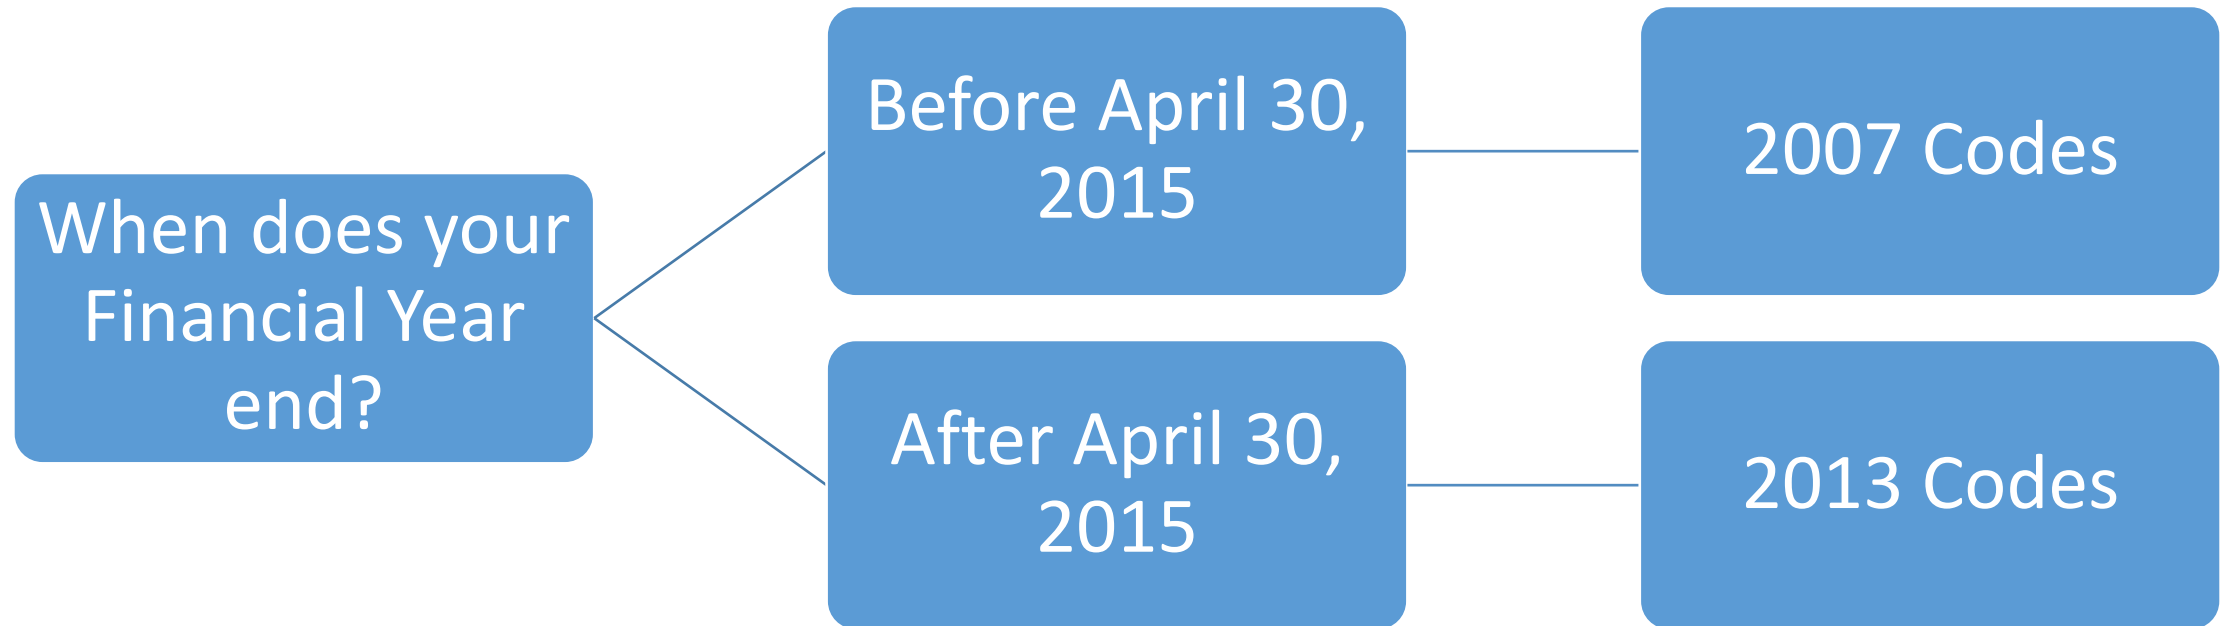 When does your
Financial Year
end?
Before April 30,
2015
2007 Codes
After April 30,
2015
2013 Codes